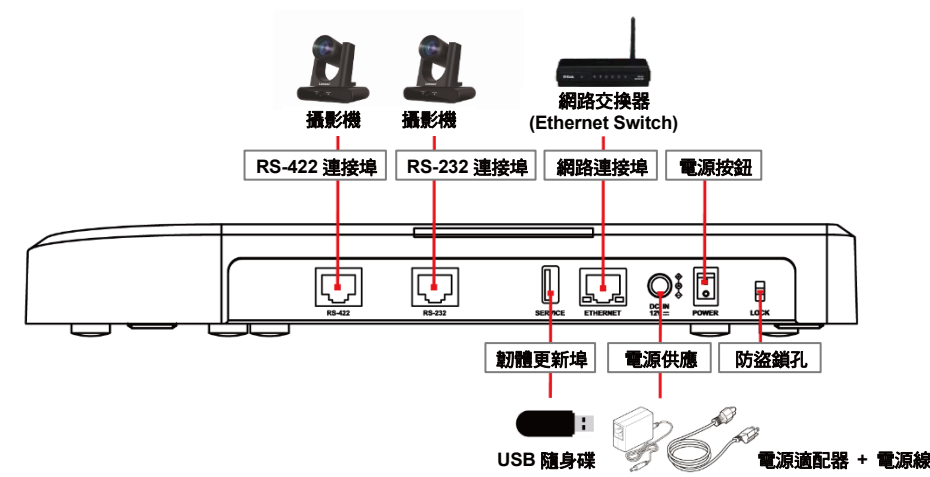 攝影機
攝影機
網路交換器
(Ethernet Switch)
RS-422 連接埠
RS-232 連接埠
網路連接埠
電源按鈕
RS-422
RS-232
SERVICE
ETHERNET
DC IN
12V
POWER
LOCK
韌體更新埠
電源供應
防盜鎖孔
USB 隨身碟
電源適配器 + 電源線